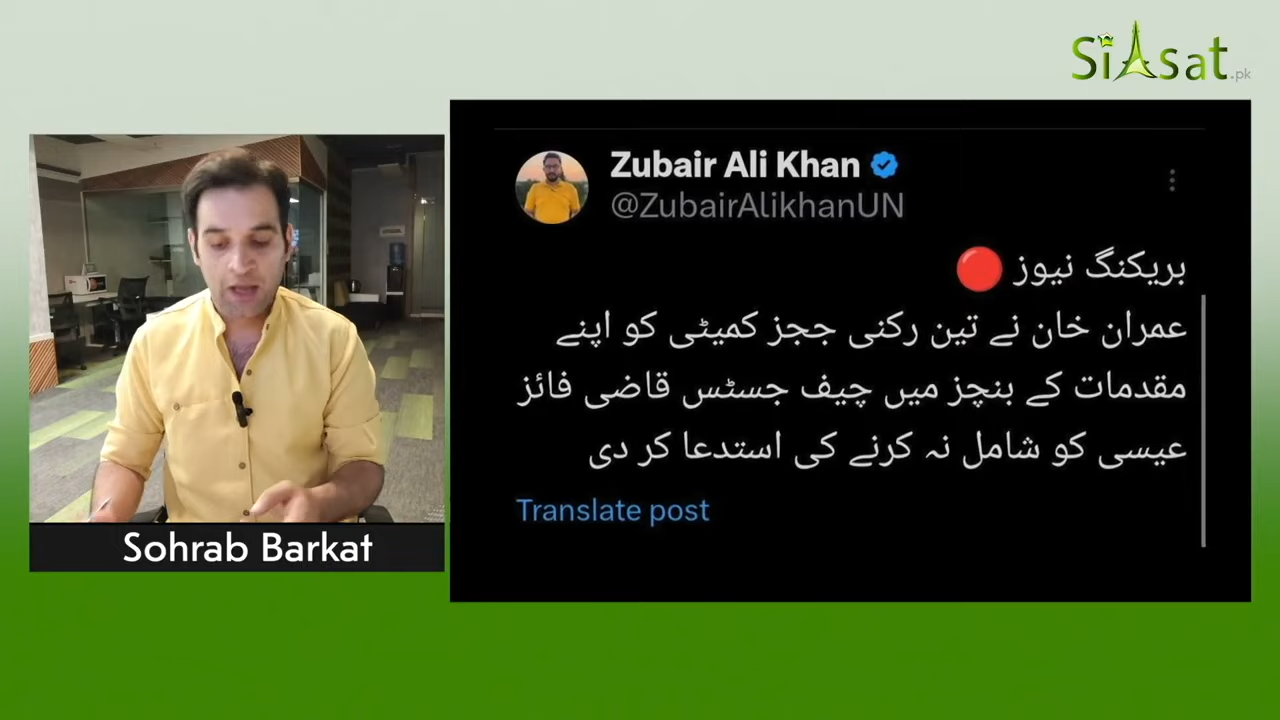 SiAsat.pk
Zubair Ali Khan
@ZubairAlikhanUN
بریکنگ نیوز 🔴
عمران خان نے تین رکنی ججز کمیٹی کو اپنے
مقدمات کے بنچز میں چیف جسٹس قاضی فائز
عیسی کو شامل نہ کرنے کی استدعا کر دی
Translate post
Sohrab Barkat